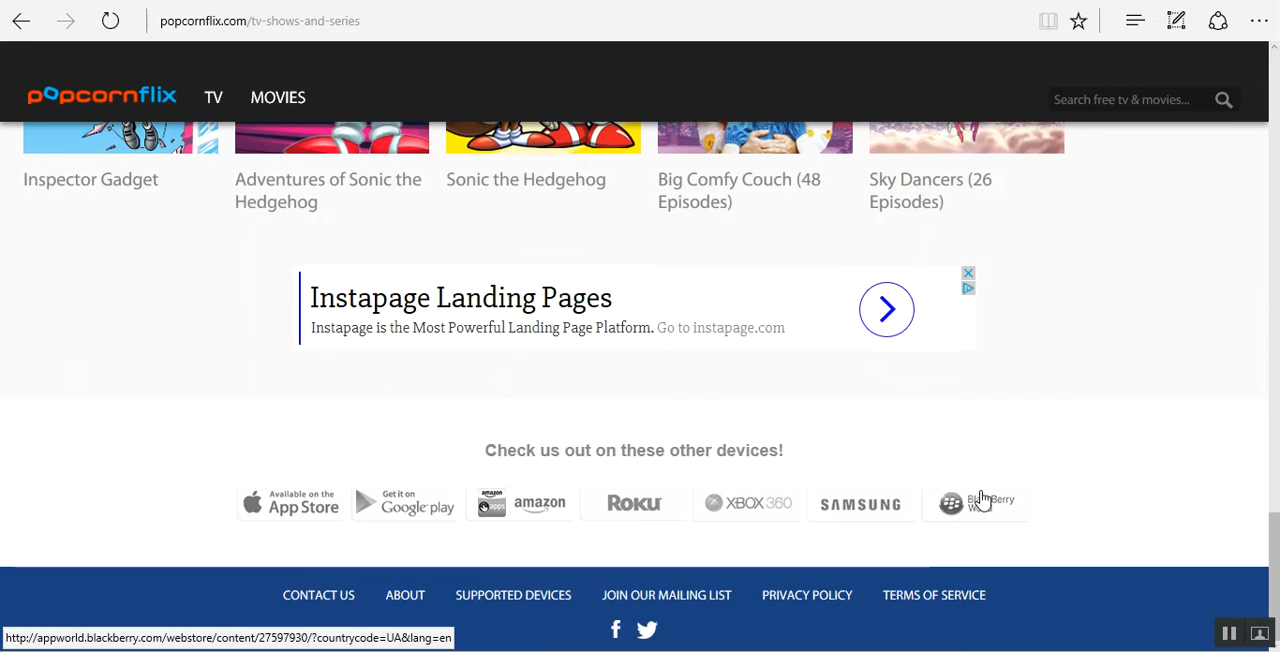 popcornflix.com/tv-shows-and-series
popcornflix TV MOVIES Search free tv & movies...
Inspector Gadget
Adventures of Sonic the
Hedgehog
Sonic the Hedgehog
Big Comfy Couch (48
Episodes)
Sky Dancers (26
Episodes)
Instapage Landing Pages
Instapage is the Most Powerful Landing Page Platform. Go to instapage.com
Check us out on these other devices!
Available on the
App Store
Get it on
Google play
amazon
apps
amazon
ROKU
XBOX 360
SAMSUNG
BlackBerry
CONTACT US ABOUT SUPPORTED DEVICES JOIN OUR MAILING LIST PRIVACY POLICY TERMS OF SERVICE
http://appworld.blackberry.com/webstore/content/27597930/?countrycode=UA&lang=en